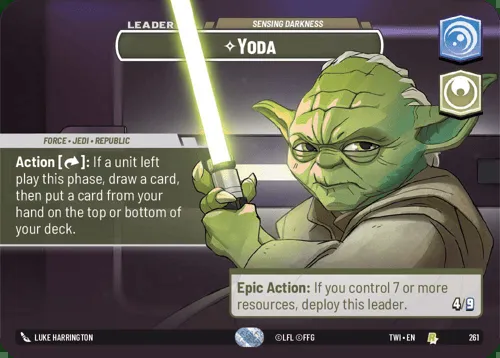 LEADER
SENSING DARKNESS
✧YODA
FORCE • JEDI • REPUBLIC
Action [↱]: If a unit left
play this phase, draw a card,
then put a card from your
hand on the top or bottom of
your deck.
Epic Action: If you control 7 or more
resources, deploy this leader.
4/9
LUKE HARRINGTON
©LFL ©FFG
TWI • EN
261